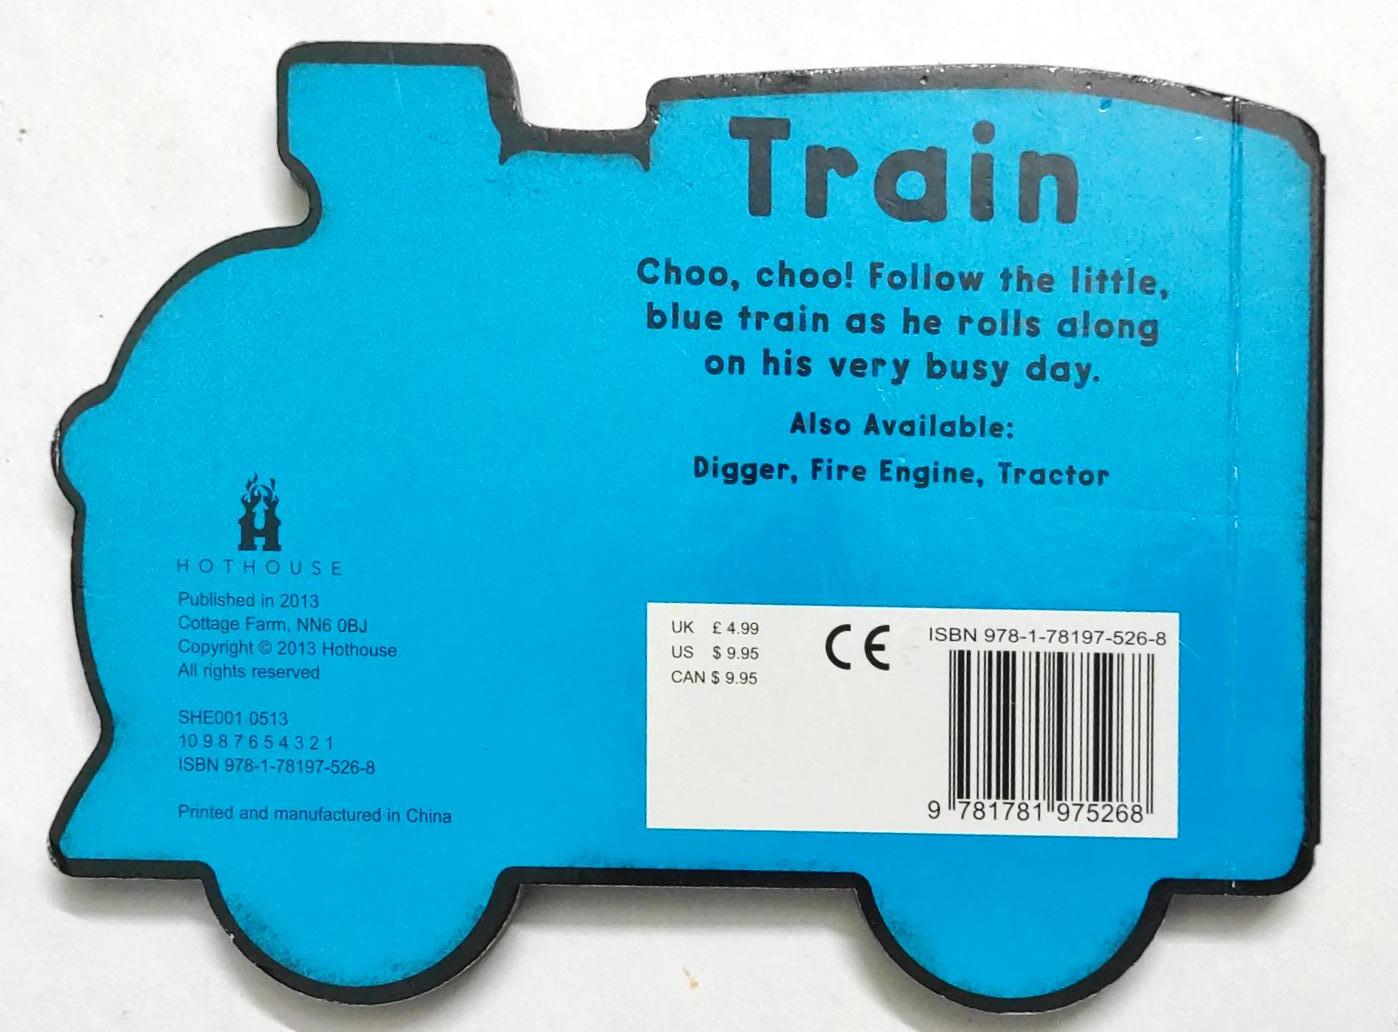 Train
Choo, choo! Follow the little,
blue train as he rolls along
on his very busy day.
Also Available:
Digger, Fire Engine, Tractor
H
HOTHOUSE
Published in 2013
Cottage Farm, NN6 0BJ
Copyright © 2013 Hothouse.
All rights reserved
SHE001 0513
10 9 8 7 6 5 4 3 2 1
ISBN 978-1-78197-526-8
Printed and manufactured in China
UK £ 4.99
US $ 9.95
CAN $ 9.95
CE
ISBN 978-1-78197-526-8
9 781781 975268